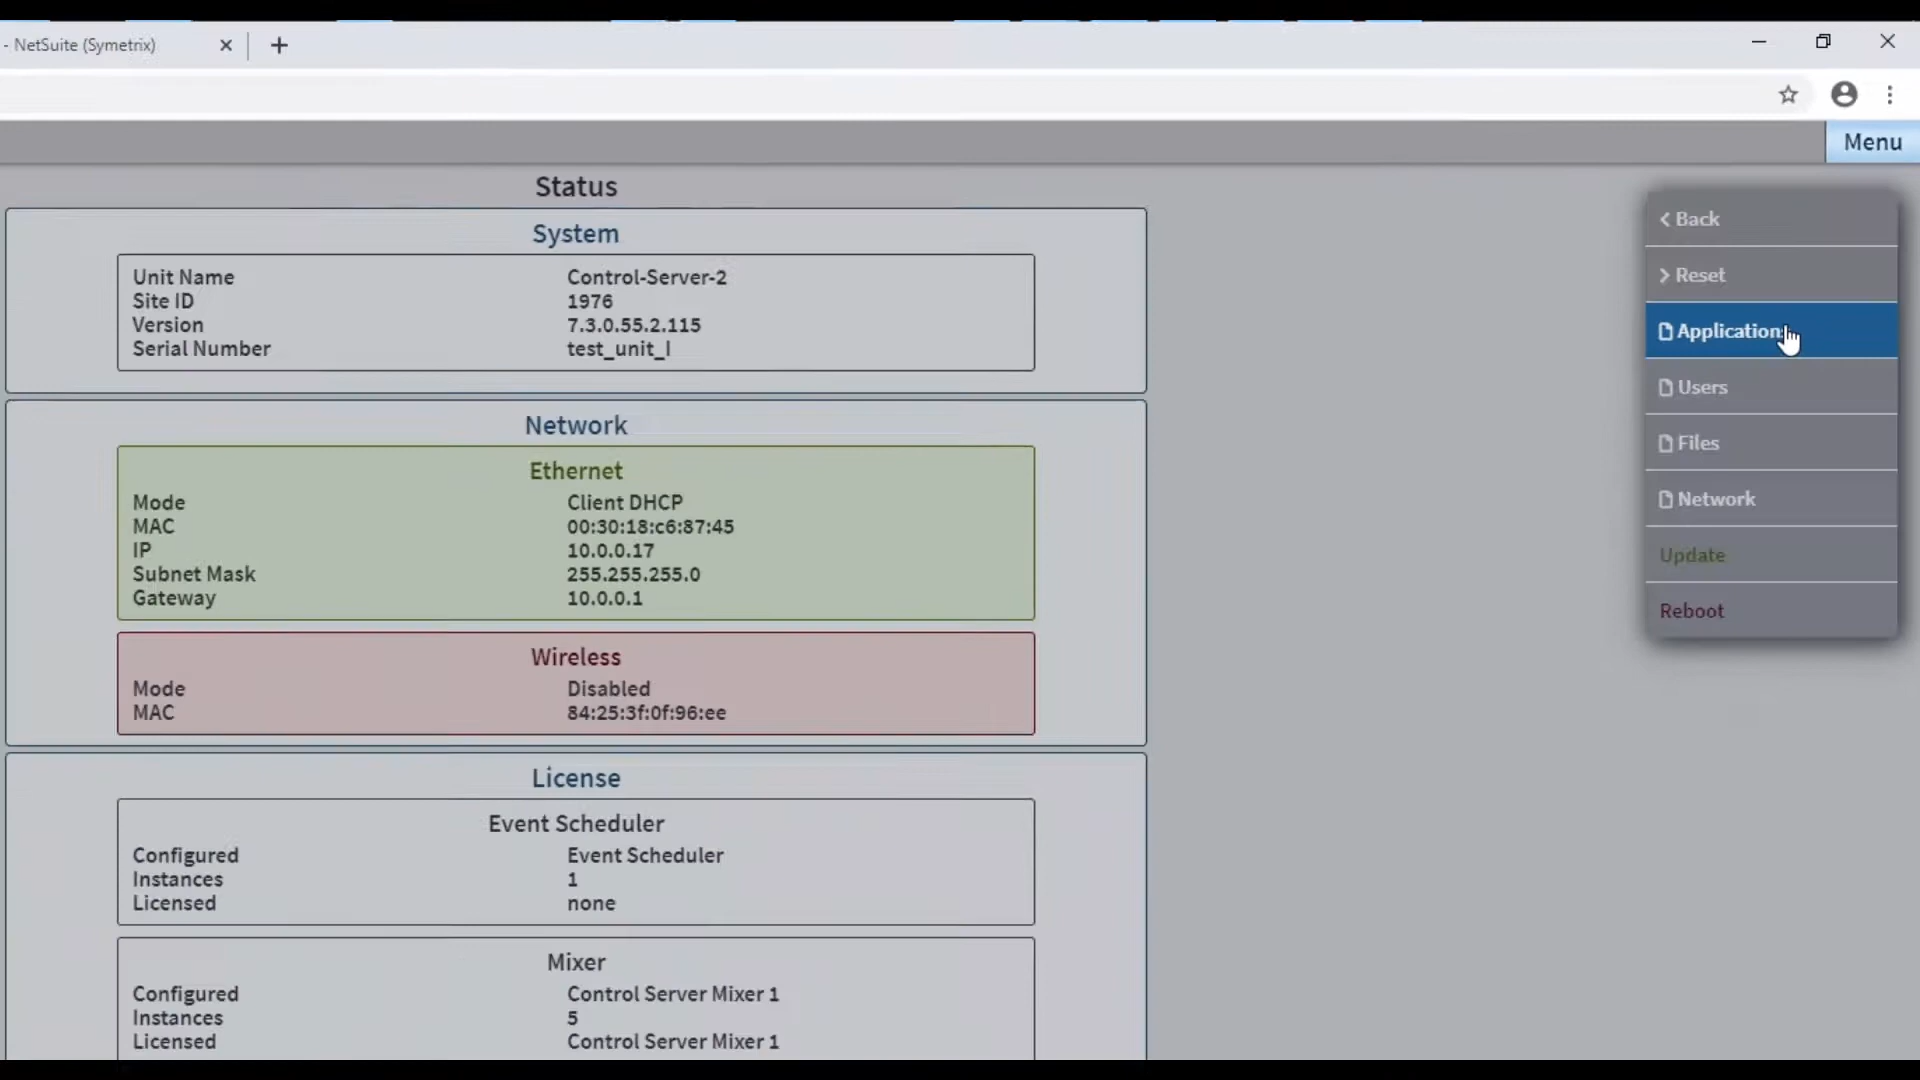 - NetSuite (Symetrix)
Menu
Status
System
Unit Name Control-Server-2
Site ID 1976
Version 7.3.0.55.2.115
Serial Number test_unit_I
Network
Ethernet
Mode Client DHCP
MAC 00:30:18:c6:87:45
IP 10.0.0.17
Subnet Mask 255.255.255.0
Gateway 10.0.0.1
Wireless
Mode Disabled
MAC 84:25:3f:0f:96:ee
License
Event Scheduler
Configured Event Scheduler
Instances 1
Licensed none
Mixer
Configured Control Server Mixer 1
Instances 5
Licensed Control Server Mixer 1
Back
Reset
Application
Users
Files
Network
Update
Reboot